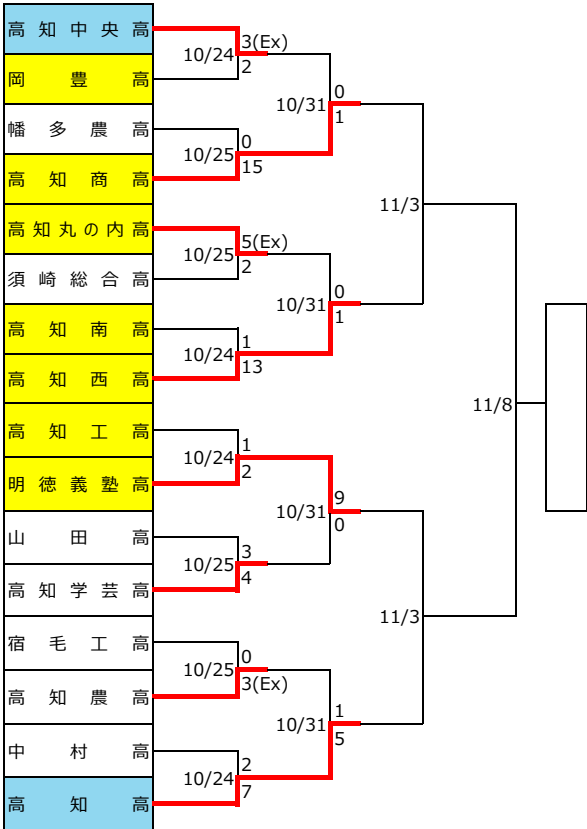 高知中央高
岡豊高
幡多農高
高知商高
高知丸の内高
須崎総合高
高知南高
高知西高
高知工高
明徳義塾高
山田高
高知学芸高
宿毛工高
高知農高
中村高
高知高
10/24
3(Ex)
2
10/25
0
15
10/25
5(Ex)
2
10/24
1
13
10/24
1
2
10/25
3
4
10/25
0
3(Ex)
10/24
2
7
10/31
0
1
10/31
0
1
10/31
9
0
10/31
1
5
11/3
11/3
11/8